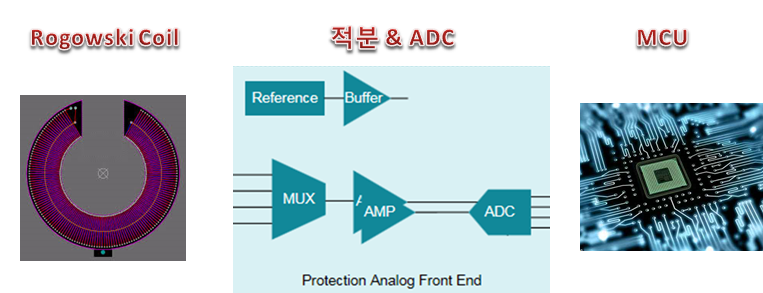 Rogowski Coil
적분 & ADC
MCU
Reference
Buffer
MUX
AMP
ADC
Protection Analog Front End